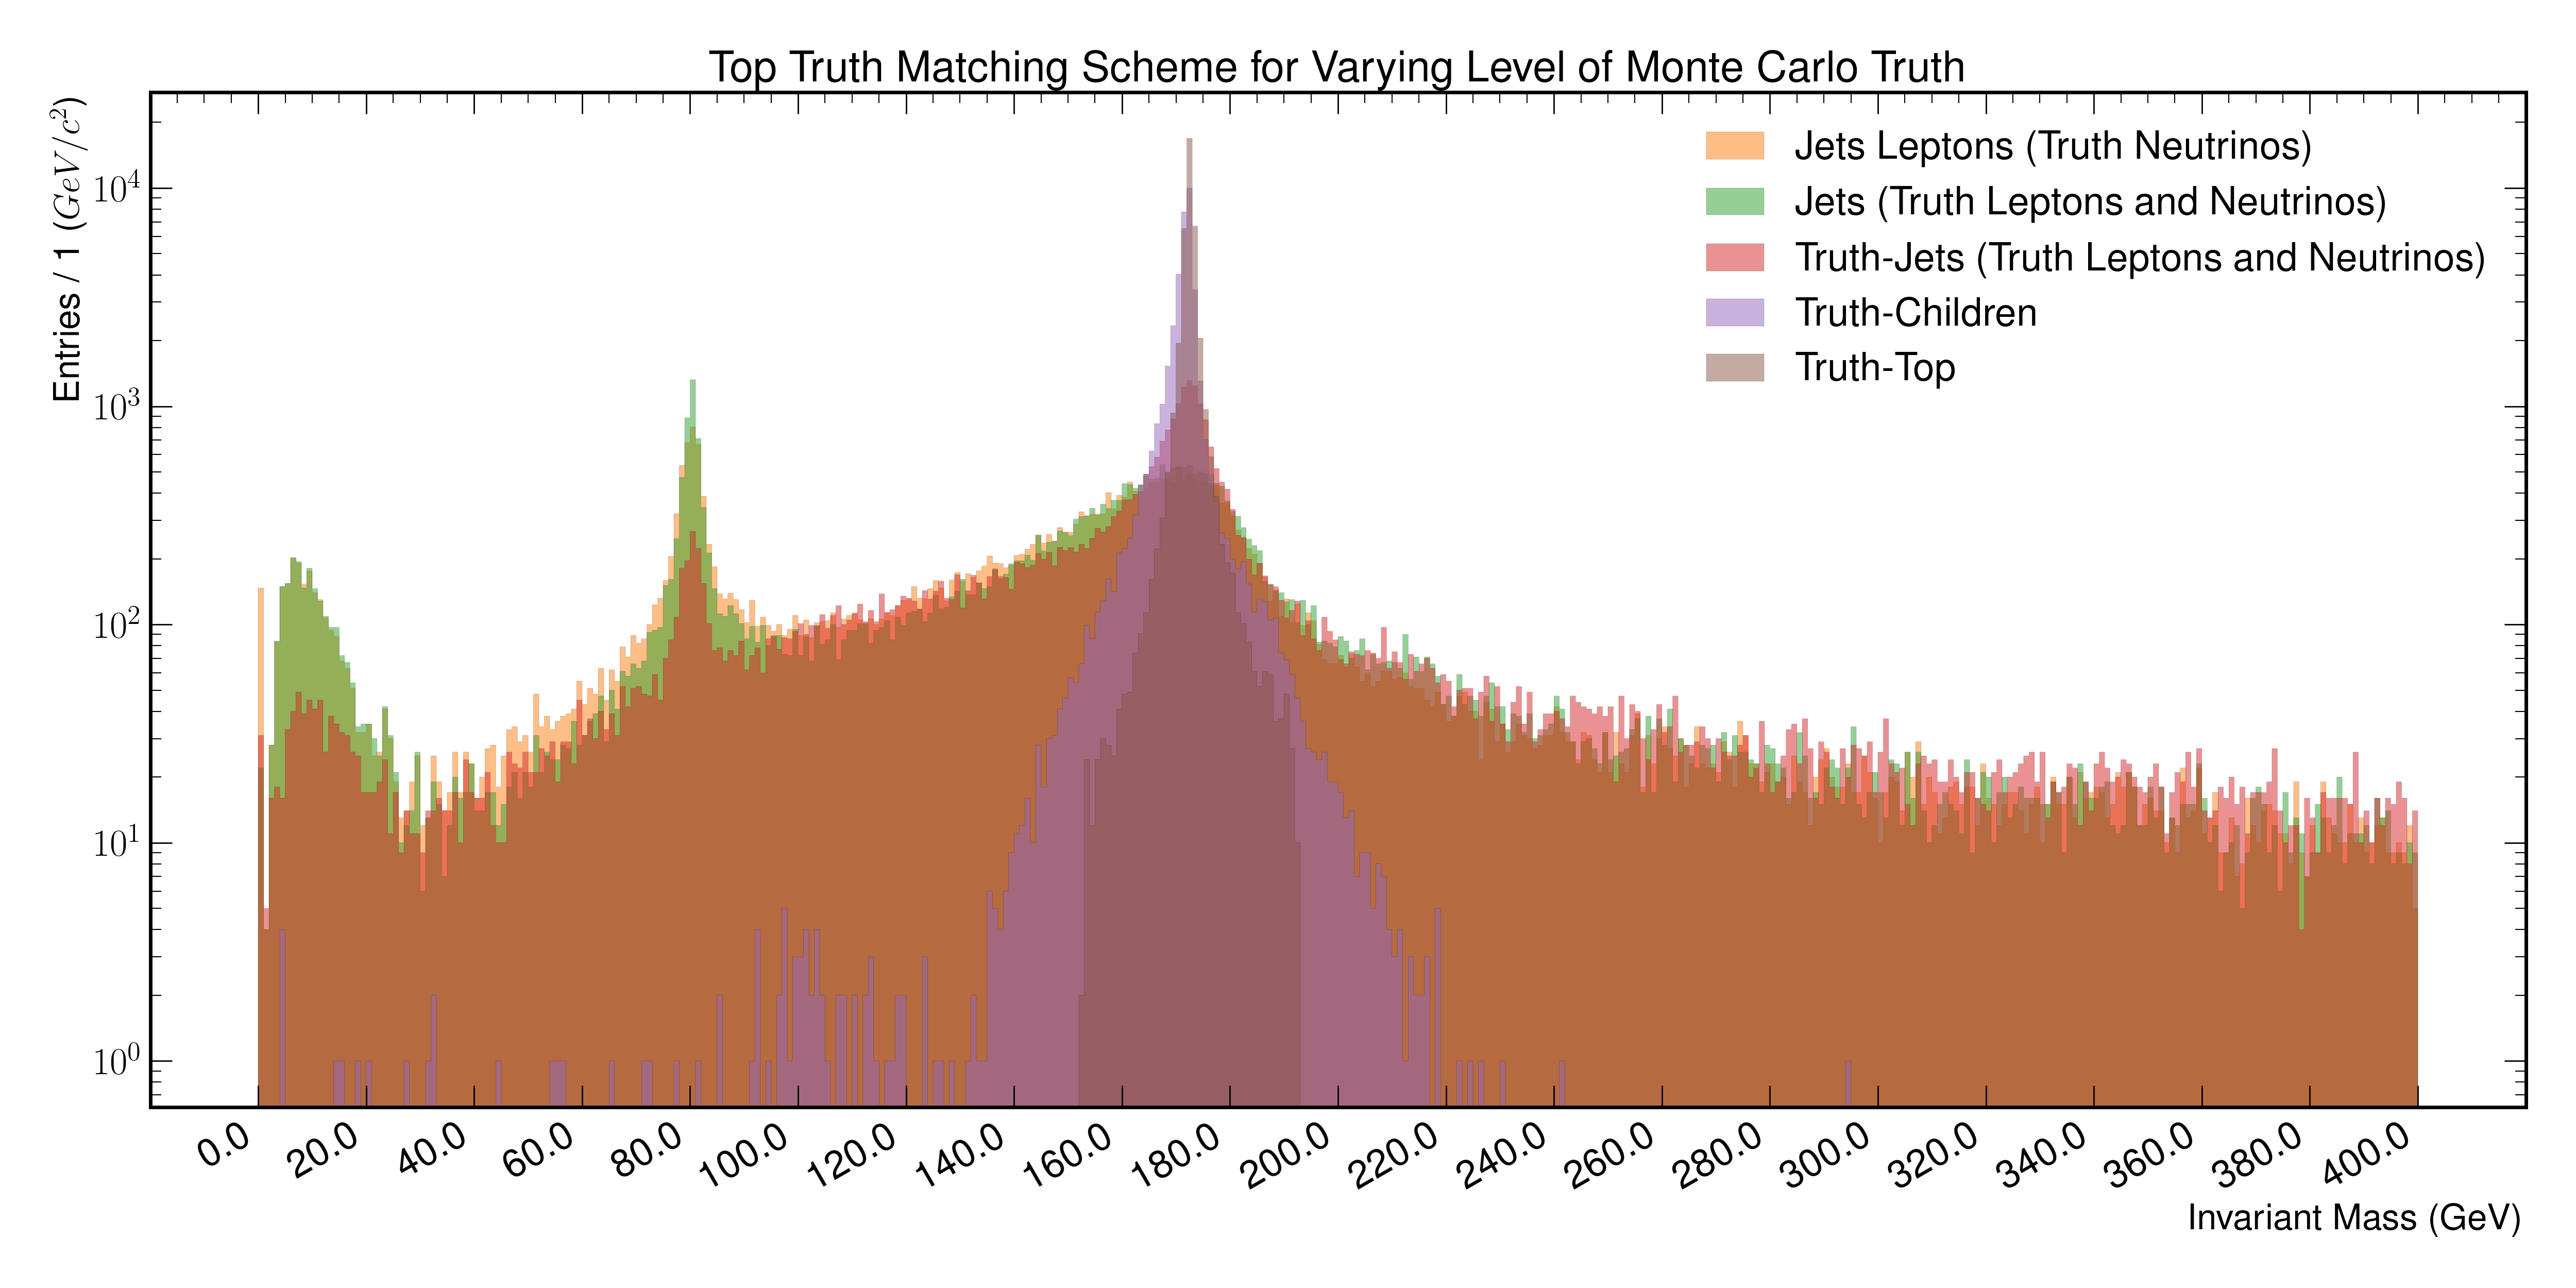 Top Truth Matching Scheme for Varying Level of Monte Carlo Truth
Entries / 1 (GeV/c²)
10⁴
10³
10²
10¹
10⁰
Jets Leptons (Truth Neutrinos)
Jets (Truth Leptons and Neutrinos)
Truth-Jets (Truth Leptons and Neutrinos)
Truth-Children
Truth-Top
0.0 20.0 40.0 60.0 80.0 100.0 120.0 140.0 160.0 180.0 200.0 220.0 240.0 260.0 280.0 300.0 320.0 340.0 360.0 380.0 400.0
Invariant Mass (GeV)